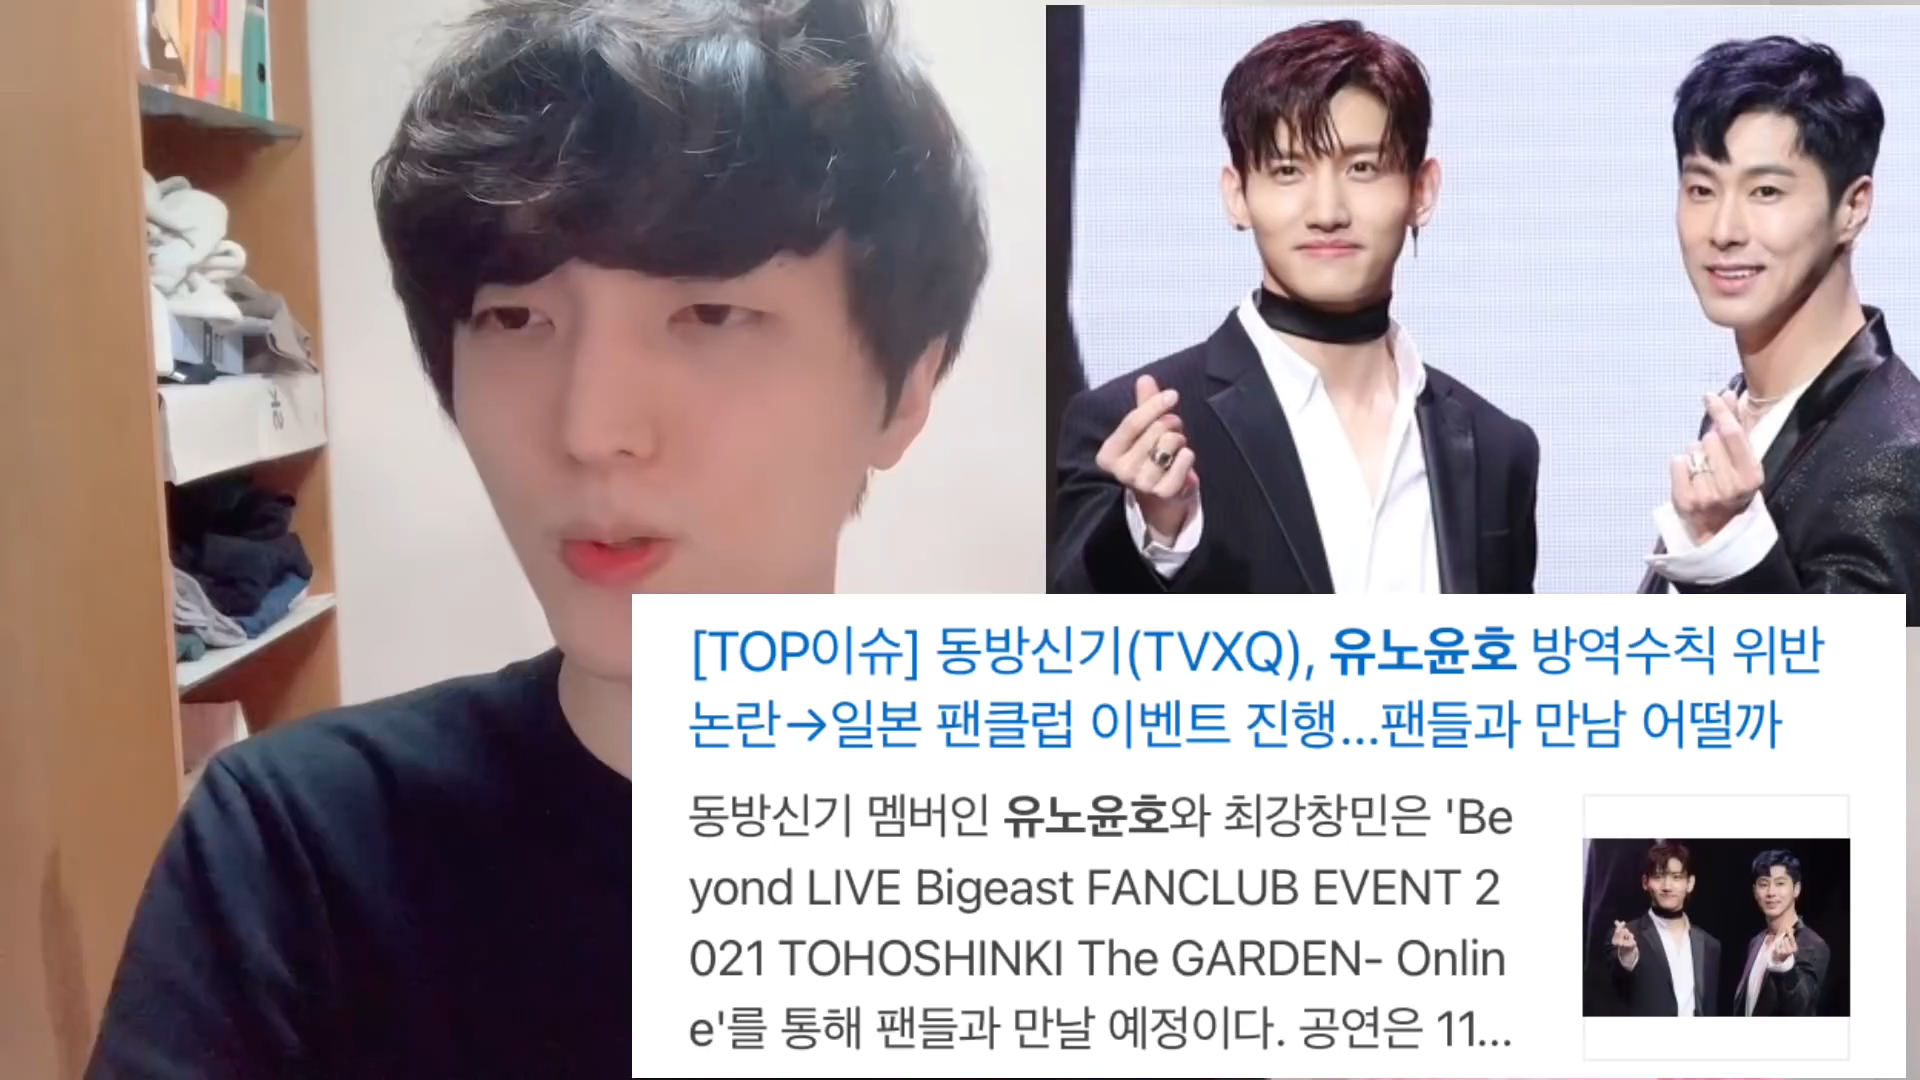 [TOP이슈] 동방신기(TVXQ), 유노윤호 방역수칙 위반
논란→일본 팬클럽 이벤트 진행...팬들과 만남 어떨까
동방신기 멤버인 유노윤호와 최강창민은 'Be
yond LIVE Bigeast FANCLUB EVENT 2
021 TOHOSHINKI The GARDEN- Onlin
e'를 통해 팬들과 만날 예정이다. 공연은 11...